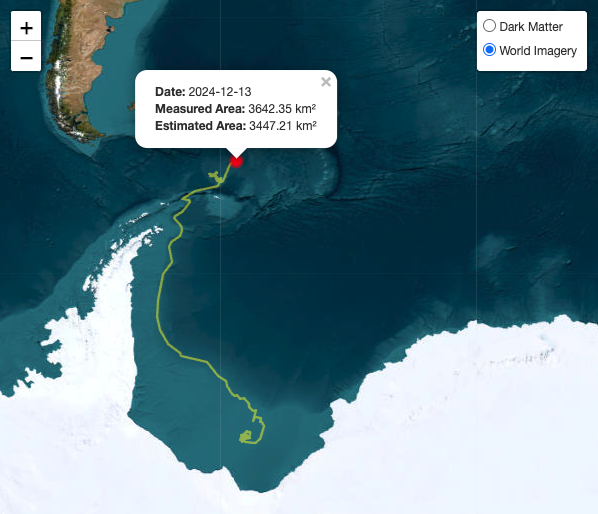 +
−
Dark Matter
World Imagery
×
Date: 2024-12-13
Measured Area: 3642.35 km²
Estimated Area: 3447.21 km²